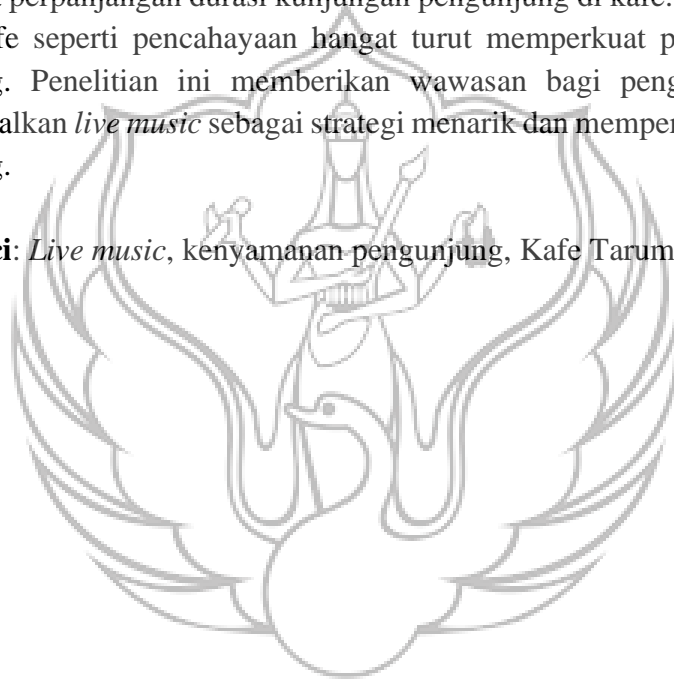 perpanjangan durasi kunjungan pengunjung di kafe.
fe seperti pencahayaan hangat turut memperkuat p
g. Penelitian ini memberikan wawasan bagi peng
alkan live music sebagai strategi menarik dan memper
g.
ci: Live music, kenyamanan pengunjung, Kafe Tarum